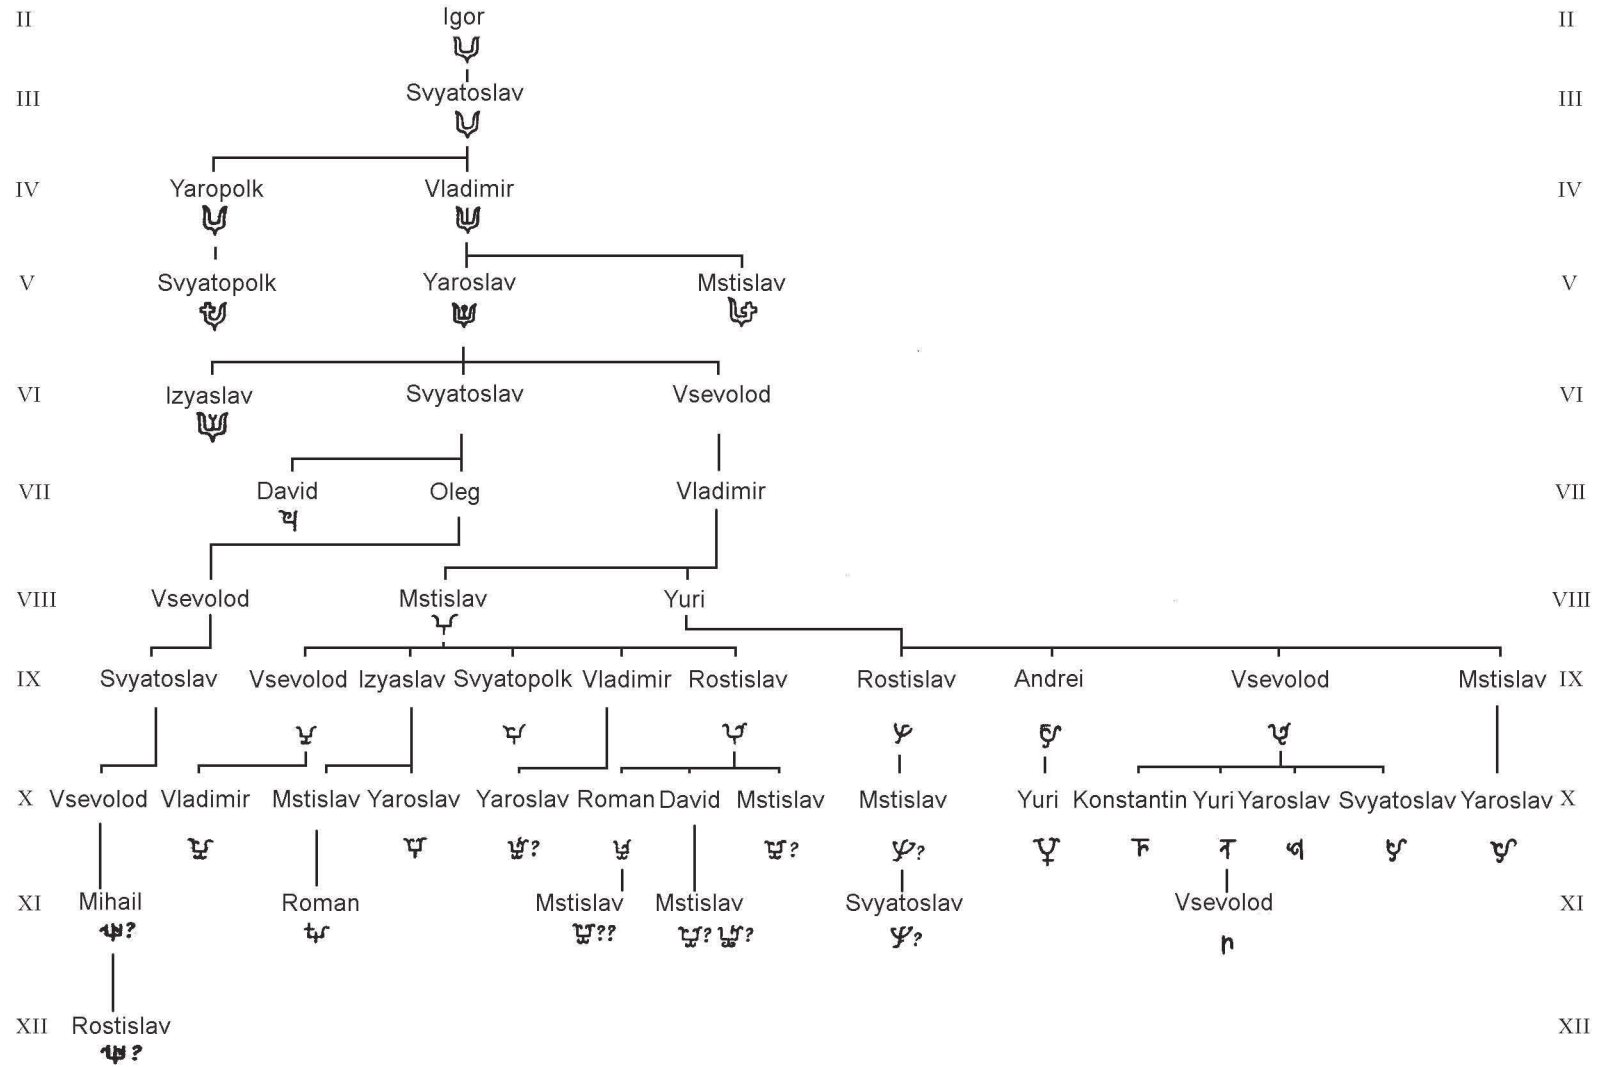 II Igor II
III Svyatoslav III
IV Yaropolk Vladimir IV
V Svyatopolk Yaroslav Mstislav V
VI Izyaslav Svyatoslav Vsevolod VI
VII David Oleg Vladimir VII
VIII Vsevolod Mstislav Yuri VIII
IX Svyatoslav Vsevolod Izyaslav Svyatopolk Vladimir Rostislav Rostislav Andrei Vsevolod Mstislav IX
X Vsevolod Vladimir Mstislav Yaroslav Yaroslav Roman David Mstislav Mstislav Yuri Konstantin Yuri Yaroslav Svyatoslav Yaroslav X
? ? ?
XI Mihail Roman Mstislav Mstislav Svyatoslav Vsevolod XI
? ?? ? ? ?
XII Rostislav XII
?